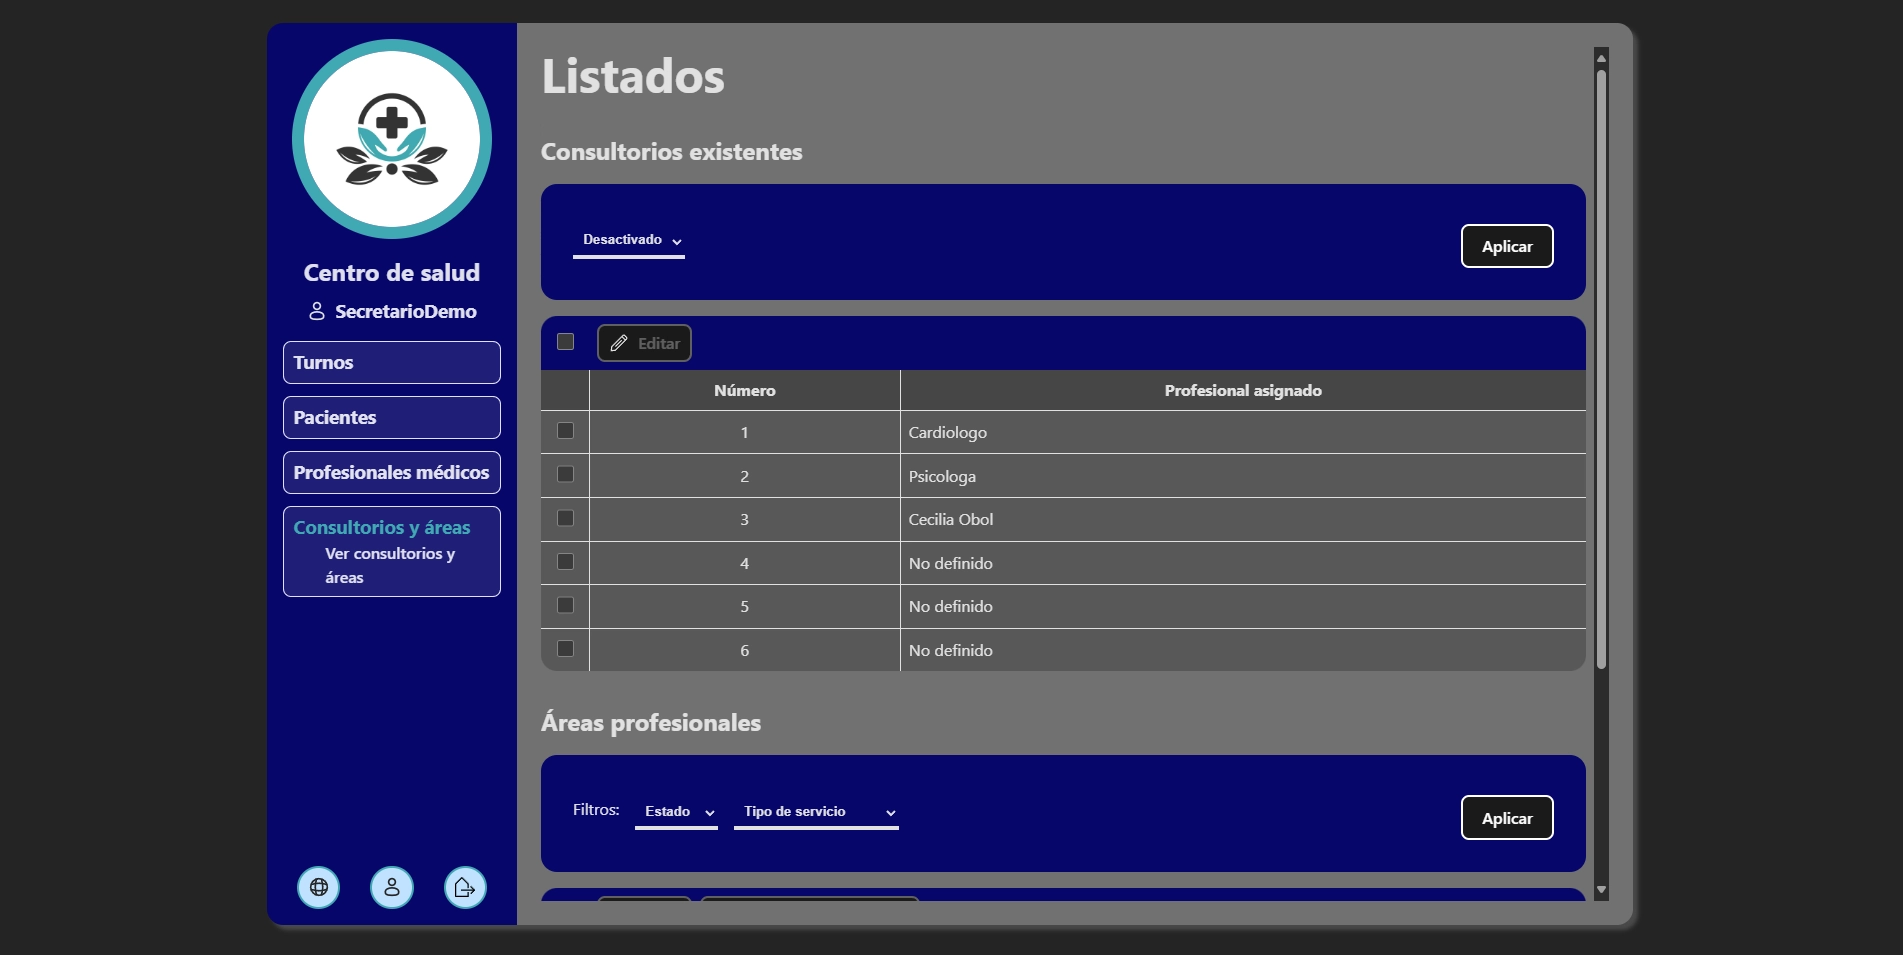 Centro de salud
SecretarioDemo
Turnos
Pacientes
Profesionales médicos
Consultorios y áreas
Ver consultorios y
áreas
Listados
Consultorios existentes
Desactivado
Aplicar
Editar
Número Profesional asignado
1 Cardiologo
2 Psicologa
3 Cecilia Obol
4 No definido
5 No definido
6 No definido
Áreas profesionales
Filtros: Estado Tipo de servicio
Aplicar